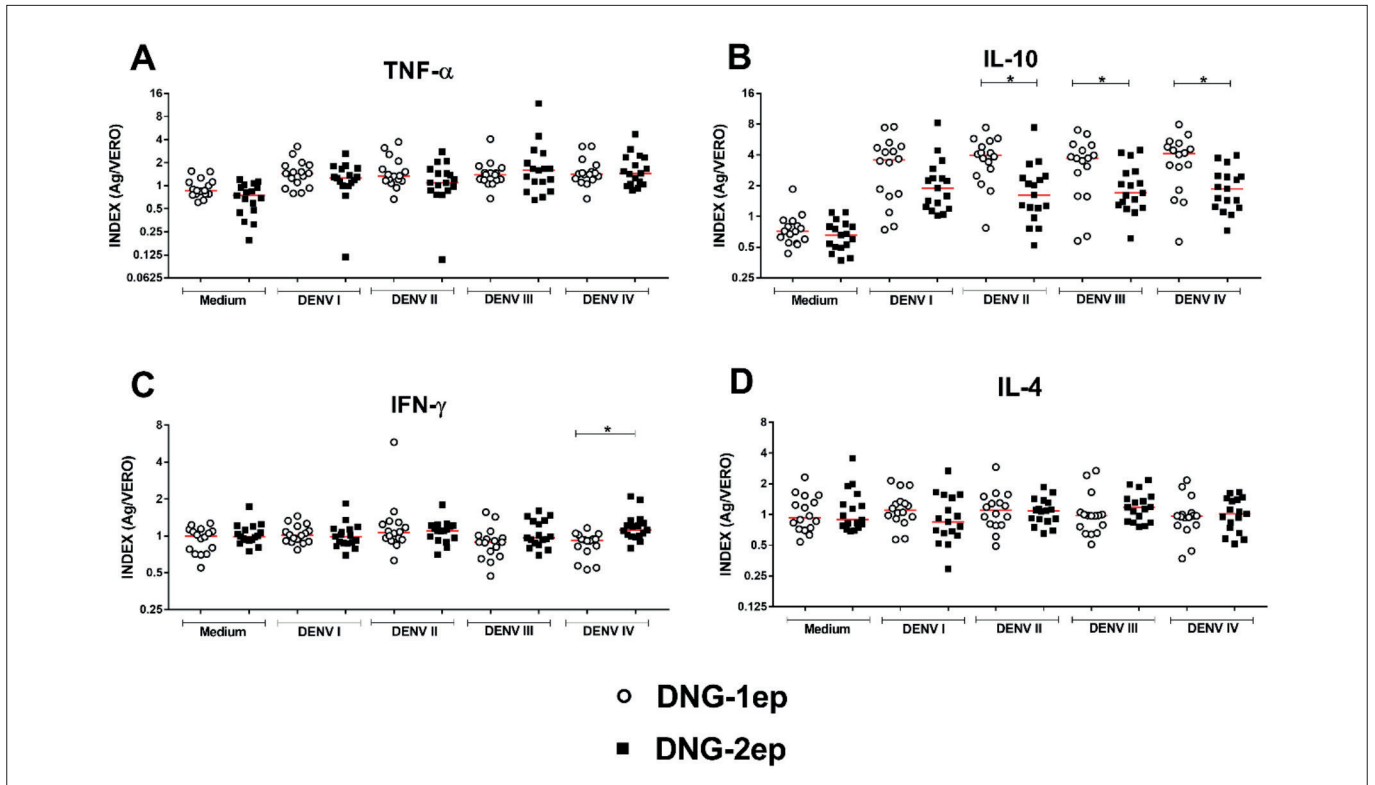 A
TNF-α
INDEX (Ag/VERO)
16
4
2
1
0.5
0.25
0.125
0.0625
Medium
DENV I
DENV II
DENV III
DENV IV
B
IL-10
* * *
INDEX (Ag/VERO)
16
4
2
1
0.5
0.25
Medium
DENV I
DENV II
DENV III
DENV IV
C
IFN-γ
*
INDEX (Ag/VERO)
8
4
2
1
0.5
0.25
Medium
DENV I
DENV II
DENV III
DENV IV
D
IL-4
INDEX (Ag/VERO)
8
4
2
1
0.5
0.25
0.125
Medium
DENV I
DENV II
DENV III
DENV IV
DNG-1ep
DNG-2ep